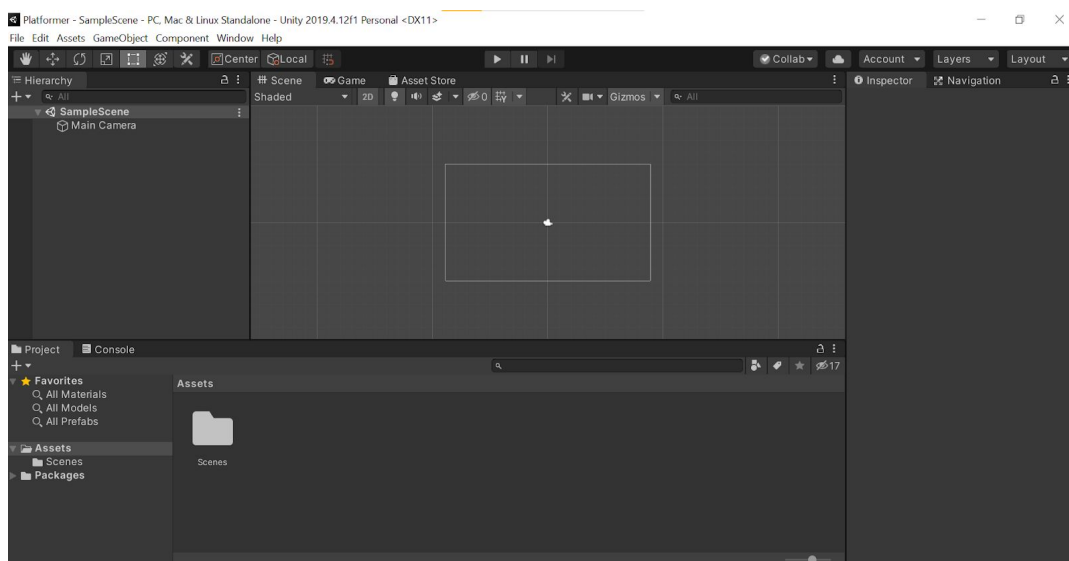 Platformer - SampleScene - PC, Mac & Linux Standalone - Unity 2019.4.12f1 Personal <DX11>
File Edit Assets GameObject Component Window Help
Center Local Collab Account Layers Layout
Hierarchy Scene Game Asset Store Inspector Navigation
All Shaded 2D 0 Gizmos All
SampleScene
Main Camera
Project Console
17
Favorites Assets
All Materials
All Models
All Prefabs
Assets
Scenes Scenes
Packages